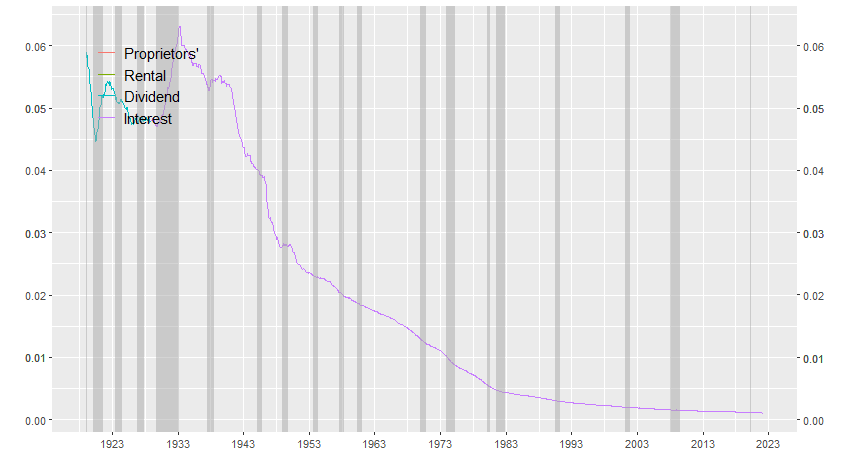 0.06 0.06
Proprietors'
Rental
Dividend
Interest
0.05 0.05
0.04 0.04
0.03 0.03
0.02 0.02
0.01 0.01
0.00 0.00
1923 1933 1943 1953 1963 1973 1983 1993 2003 2013 2023